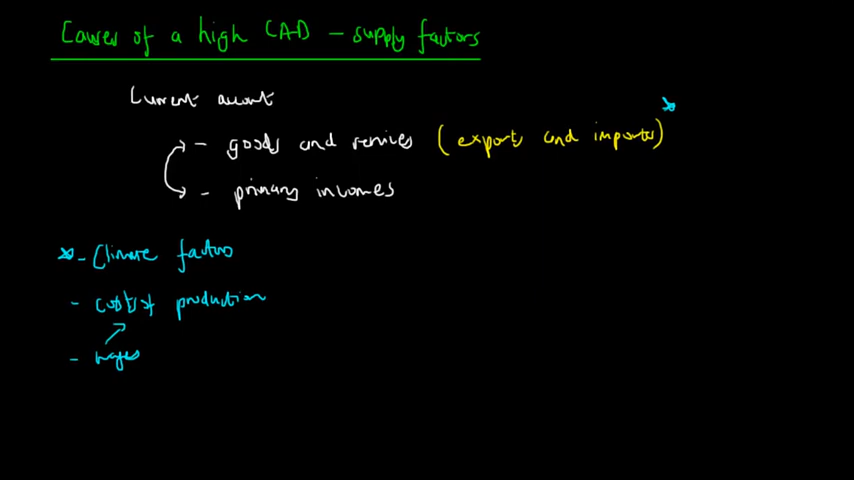 Causes of a high CAD - supply factors
Current account
- goods and services (exports and imports)*
- primary incomes
* - Climate factors
- costs of production
- wages